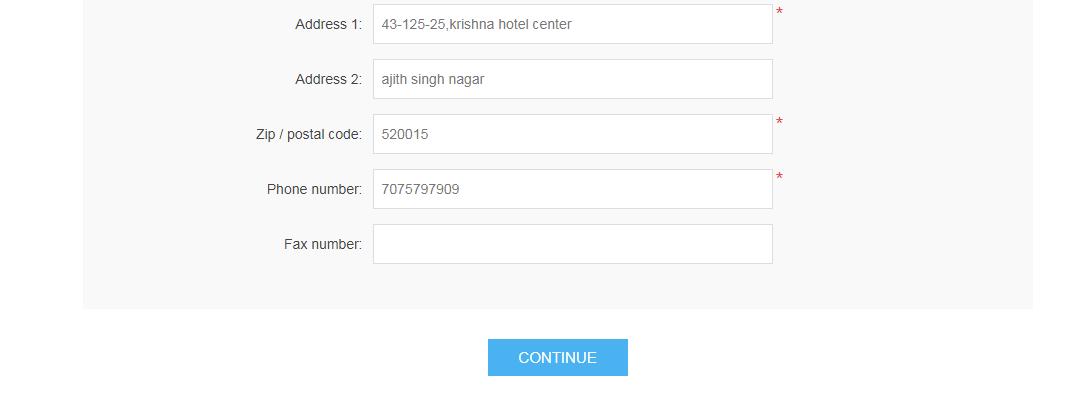 Address 1: 43-125-25,krishna hotel center *
Address 2: ajith singh nagar
Zip / postal code: 520015 *
Phone number: 7075797909 *
Fax number:
CONTINUE